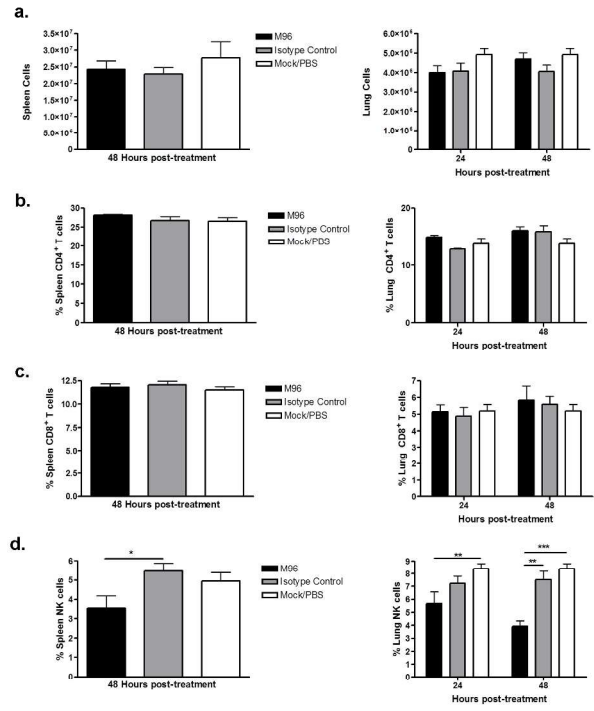 a.
3.5×10⁷
3.0×10⁷
2.5×10⁷
2.0×10⁷
1.5×10⁷
1.0×10⁷
5.0×10⁶
0
Spleen Cells
48 Hours post-treatment
M96
Isotype Control
Mock/PBS
6.0×10⁶
5.0×10⁶
4.0×10⁶
3.0×10⁶
2.0×10⁶
1.0×10⁶
0
Lung Cells
24
48
Hours post-treatment
b.
30
25
20
15
10
5
0
% Spleen CD4⁺ T cells
48 Hours post-treatment
M96
Isotype Control
Mock/PBS
20
10
0
% Lung CD4⁺ T cells
24
48
Hours post-treatment
c.
12.5
10.0
7.5
5.0
2.5
0.0
% Spleen CD8⁺ T cells
48 Hours post-treatment
M96
Isotype Control
Mock/PBS
8
7
6
5
4
3
2
1
0
% Lung CD8⁺ T cells
24
48
Hours post-treatment
d.
6
5
4
3
2
1
0
% Spleen NK cells
*
48 Hours post-treatment
M96
Isotype Control
Mock/PBS
9
8
7
6
5
4
3
2
1
0
% Lung NK cells
**
***
**
24
48
Hours post-treatment